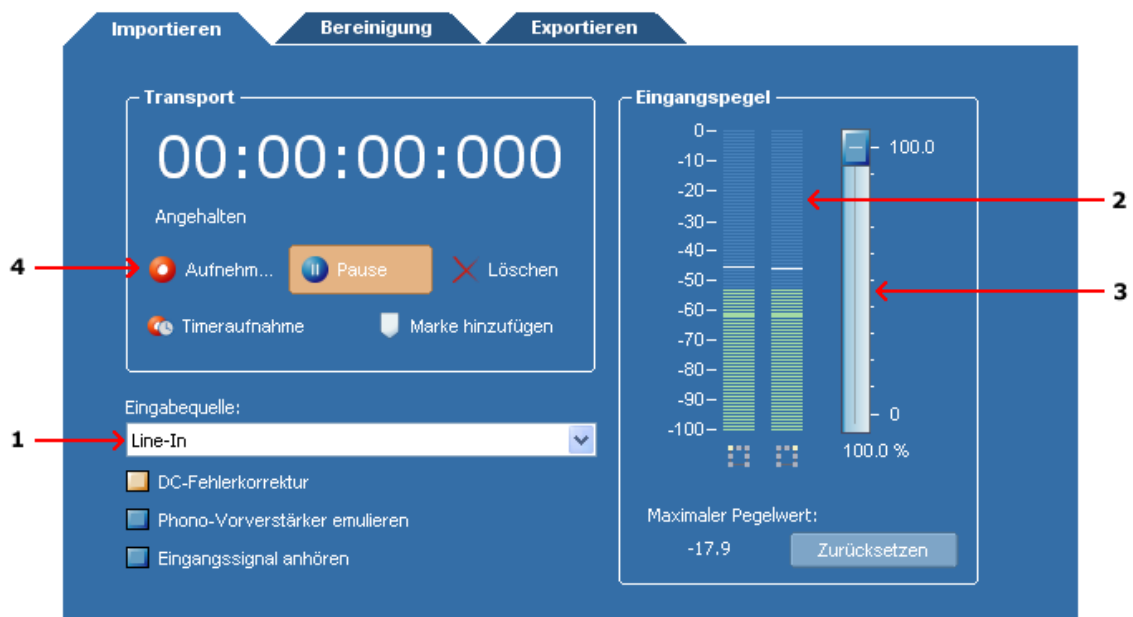 Importieren
Bereinigung
Exportieren
Transport
00:00:00:000
Angehalten
4
Aufnehm...
Pause
Löschen
Timeraufnahme
Marke hinzufügen
Eingabequelle:
1
Line-In
DC-Fehlerkorrektur
Phono-Vorverstärker emulieren
Eingangssignal anhören
Eingangspegel
0
-10
-20
-30
-40
-50
-60
-70
-80
-90
-100
100.0
0
100.0 %
2
3
Maximaler Pegelwert:
-17.9
Zurücksetzen